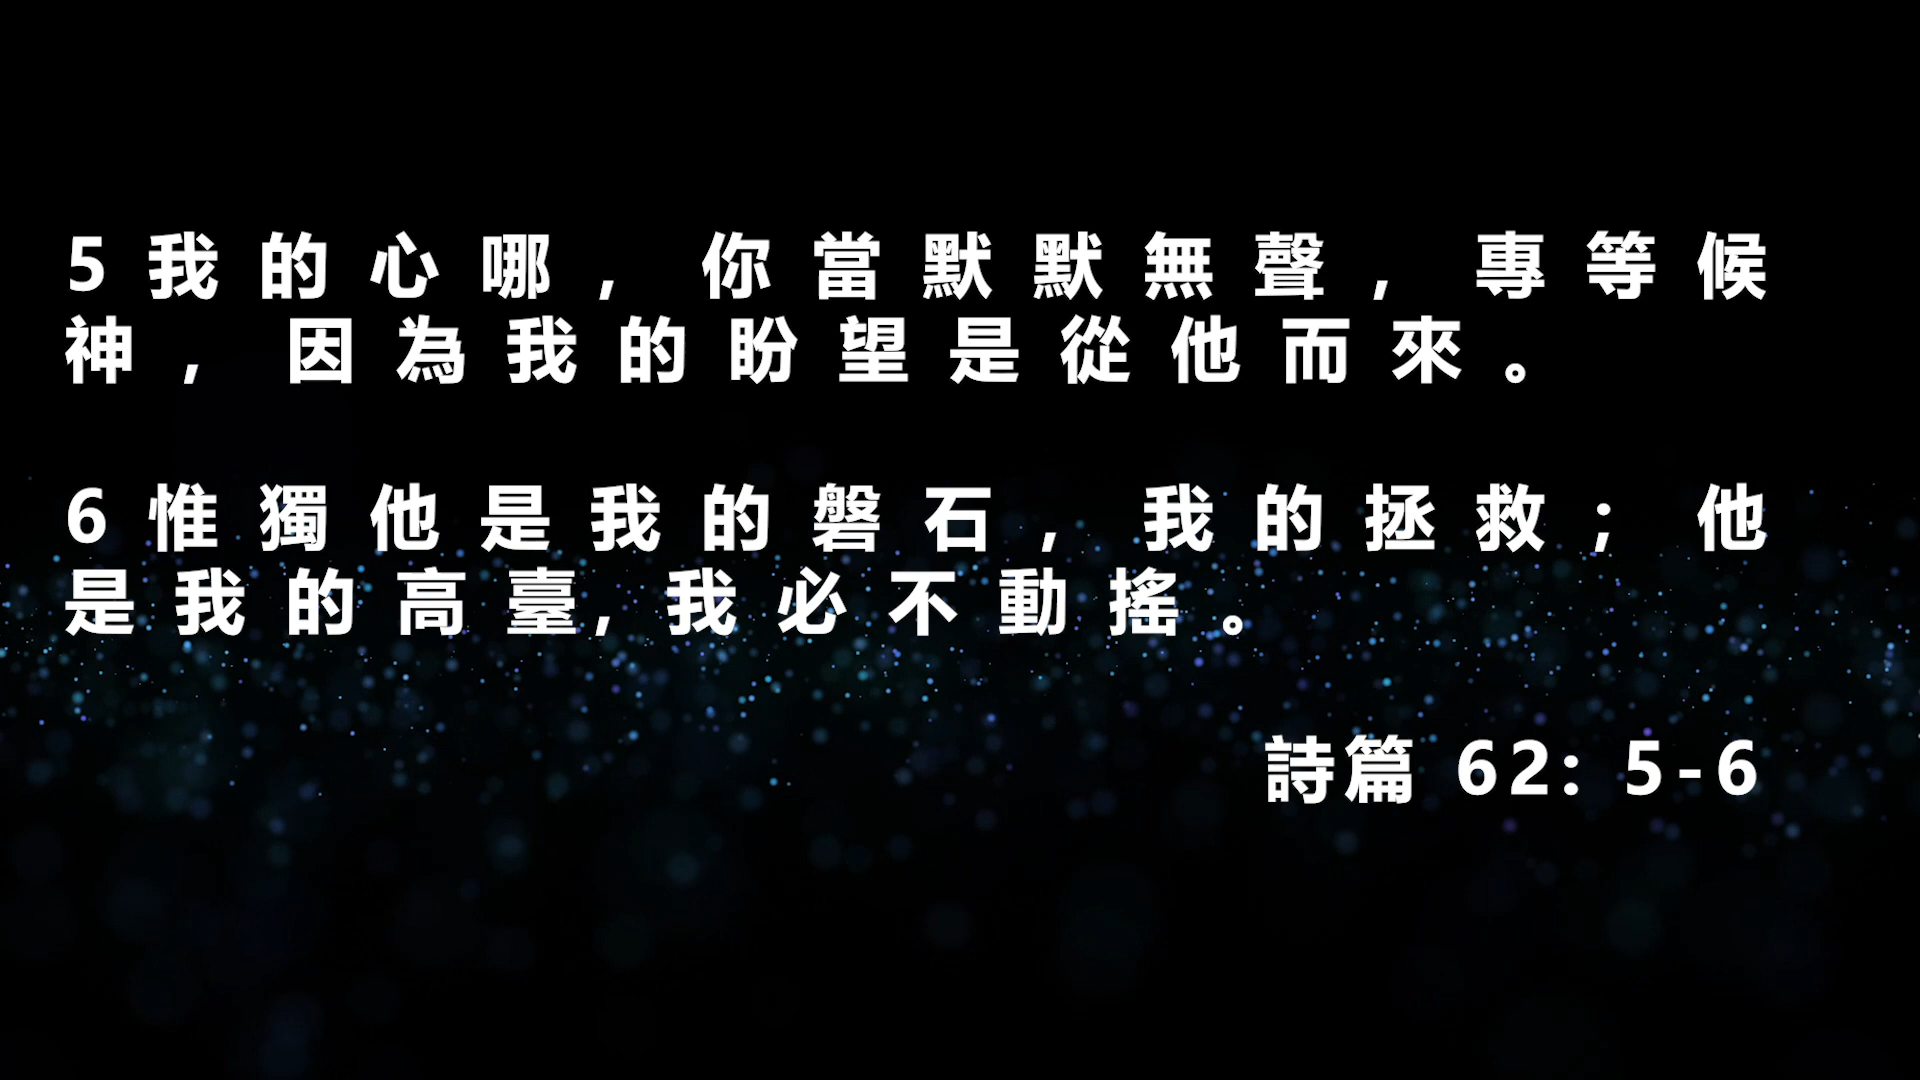 5 我 的 心 哪 , 你 當 默 默 無 聲 , 專 等 候
神 , 因 為 我 的 盼 望 是 從 他 而 來 。
6 惟 獨 他 是 我 的 磐 石 , 我 的 拯 救 ; 他
是 我 的 高 臺, 我 必 不 動 搖 。
詩篇 62: 5-6